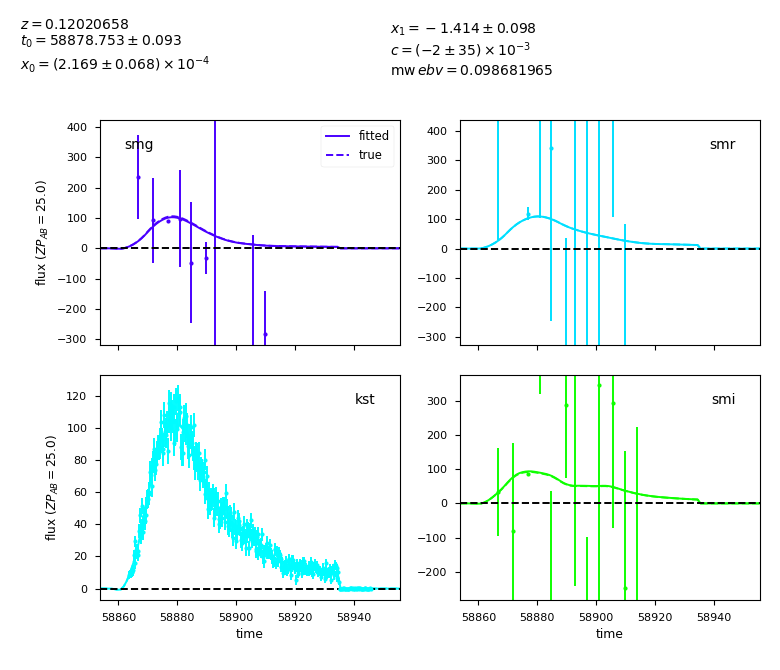 z = 0.12020658
t₀ = 58878.753 ± 0.093
x₀ = (2.169 ± 0.068) × 10⁻⁴
x₁ = −1.414 ± 0.098
c = (−2 ± 35) × 10⁻³
mw ebv = 0.098681965
smg
fitted
true
400
300
200
100
0
−100
−200
−300
flux (ZP_AB = 25.0)
smr
400
300
200
100
0
−100
−200
−300
kst
120
100
80
60
40
20
0
flux (ZP_AB = 25.0)
58860 58880 58900 58920 58940
time
smi
300
200
100
0
−100
−200
58860 58880 58900 58920 58940
time